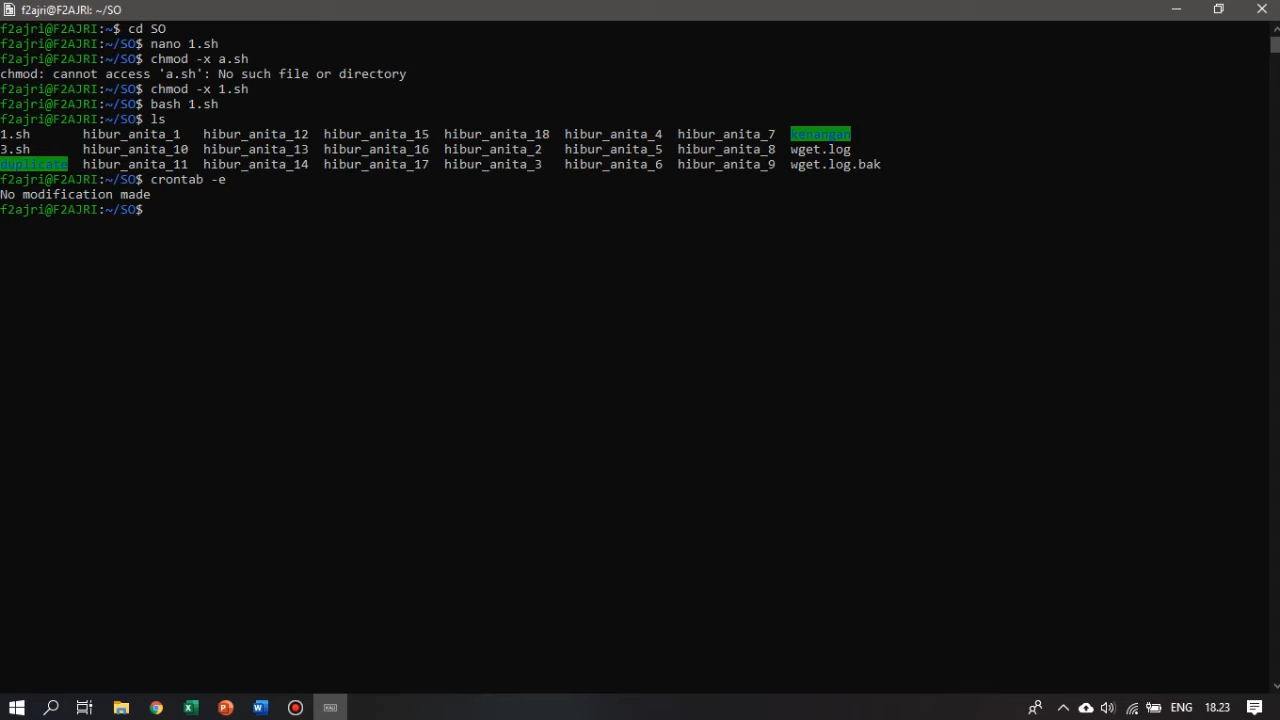 f2ajri@F2AJRI: ~/SO
f2ajri@F2AJRI:~$ cd SO
f2ajri@F2AJRI:~/SO$ nano 1.sh
f2ajri@F2AJRI:~/SO$ chmod -x a.sh
chmod: cannot access 'a.sh': No such file or directory
f2ajri@F2AJRI:~/SO$ chmod -x 1.sh
f2ajri@F2AJRI:~/SO$ bash 1.sh
f2ajri@F2AJRI:~/SO$ ls
1.sh hibur_anita_1 hibur_anita_12 hibur_anita_15 hibur_anita_18 hibur_anita_4 hibur_anita_7 kenangan
3.sh hibur_anita_10 hibur_anita_13 hibur_anita_16 hibur_anita_2 hibur_anita_5 hibur_anita_8 wget.log
duplicate hibur_anita_11 hibur_anita_14 hibur_anita_17 hibur_anita_3 hibur_anita_6 hibur_anita_9 wget.log.bak
f2ajri@F2AJRI:~/SO$ crontab -e
No modification made
f2ajri@F2AJRI:~/SO$
ENG 18.23